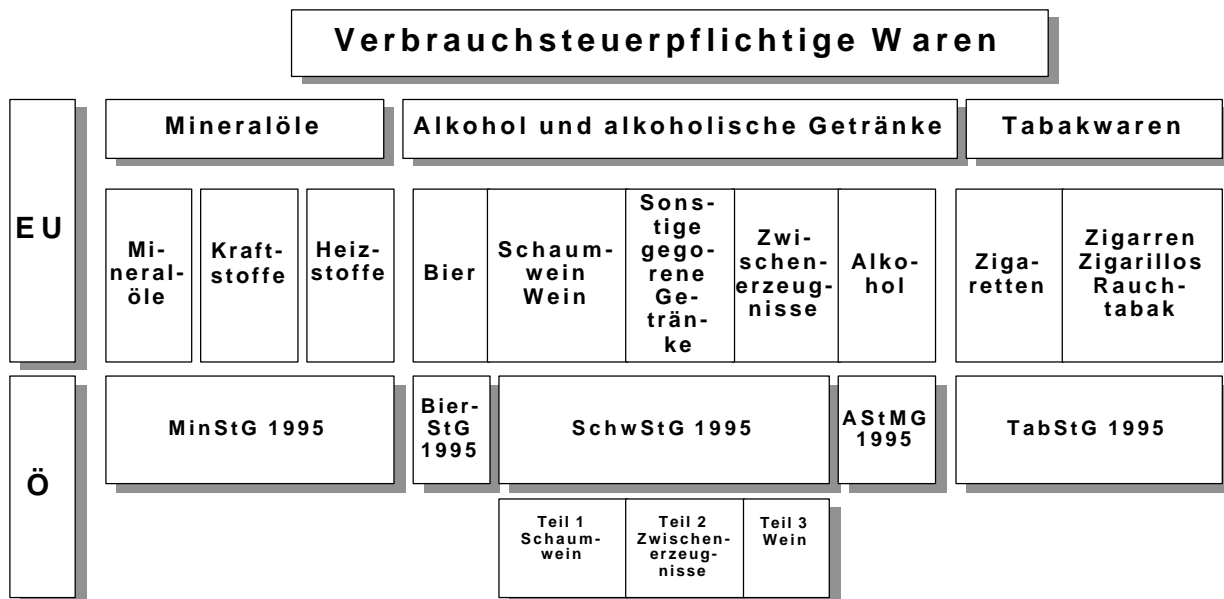 Verbrauchsteuerpflichtige Waren
EU
Mineralöle
Alkohol und alkoholische Getränke
Tabakwaren
Mi-
neral-
öle
Kraft-
stoffe
Heiz-
stoffe
Bier
Schaum-
wein
Wein
Sons-
tige
gego-
rene
Ge-
trän-
ke
Zwi-
schen-
erzeug-
nisse
Alko-
hol
Ziga-
retten
Zigarren
Zigarillos
Rauch-
tabak
Ö
MinStG 1995
Bier-
StG
1995
SchwStG 1995
AStMG
1995
TabStG 1995
Teil 1
Schaum-
wein
Teil 2
Zwischen-
erzeug-
nisse
Teil 3
Wein